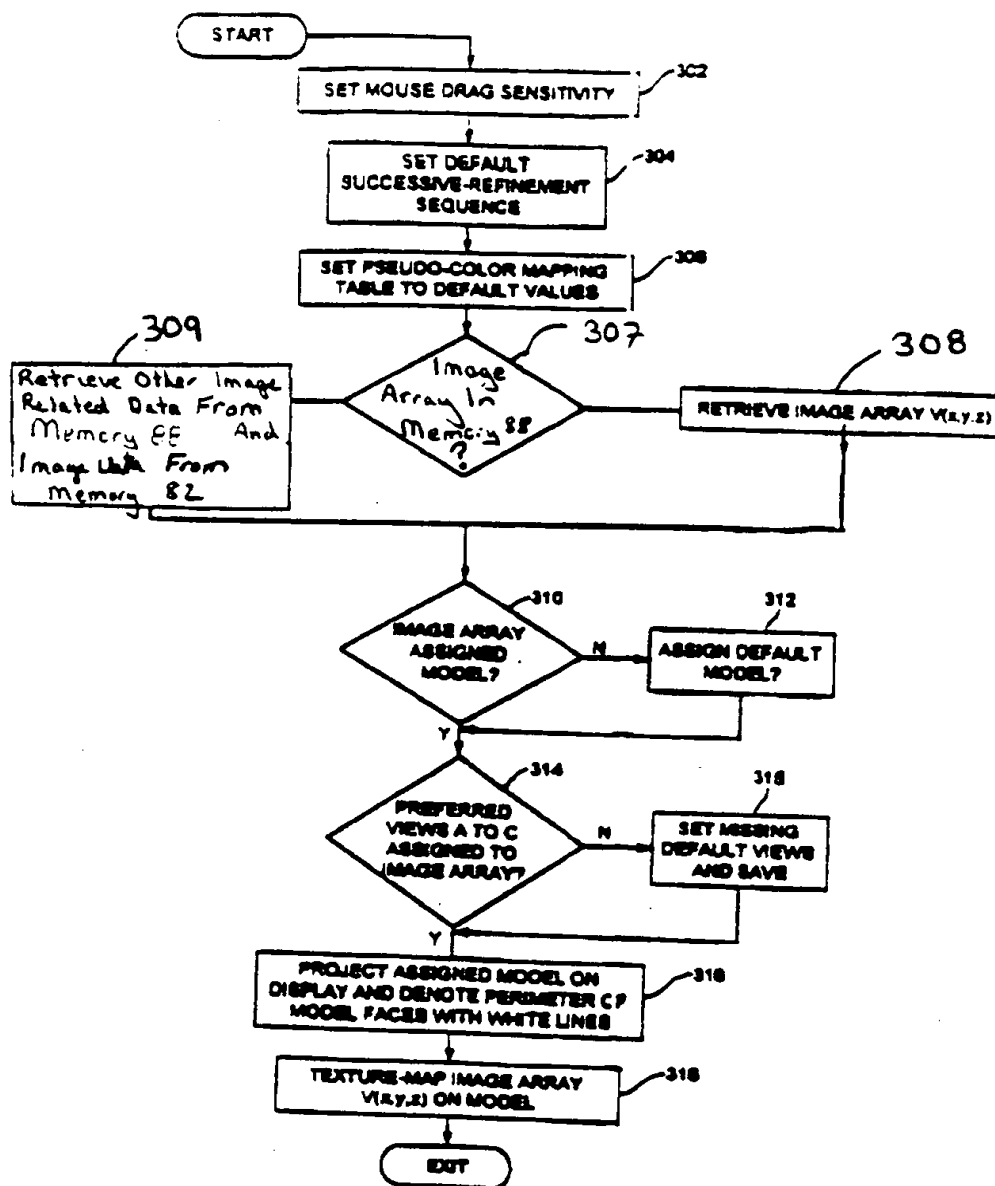 START
302
SET MOUSE DRAG SENSITIVITY
304
SET DEFAULT
SUCCESSIVE-REFINEMENT
SEQUENCE
306
SET PSEUDO-COLOR MAPPING
TABLE TO DEFAULT VALUES
309
307
308
Retrieve Other Image
Related Data From
Memory 88 And
Image Data From
Memory 82
Image
Array In
Memory 88
?
RETRIEVE IMAGE ARRAY V(x,y,z)
310
IMAGE ARRAY
ASSIGNED
MODEL?
N
312
ASSIGN DEFAULT
MODEL?
Y
314
PREFERRED
VIEWS A TO C
ASSIGNED TO
IMAGE ARRAY?
N
SET MISSING
DEFAULT VIEWS
AND SAVE
Y
PROJECT ASSIGNED MODEL ON
DISPLAY AND DENOTE PERIMETER OF
MODEL FACES WITH WHITE LINES
TEXTURE-MAP IMAGE ARRAY
V(x,y,z) ON MODEL
EXIT